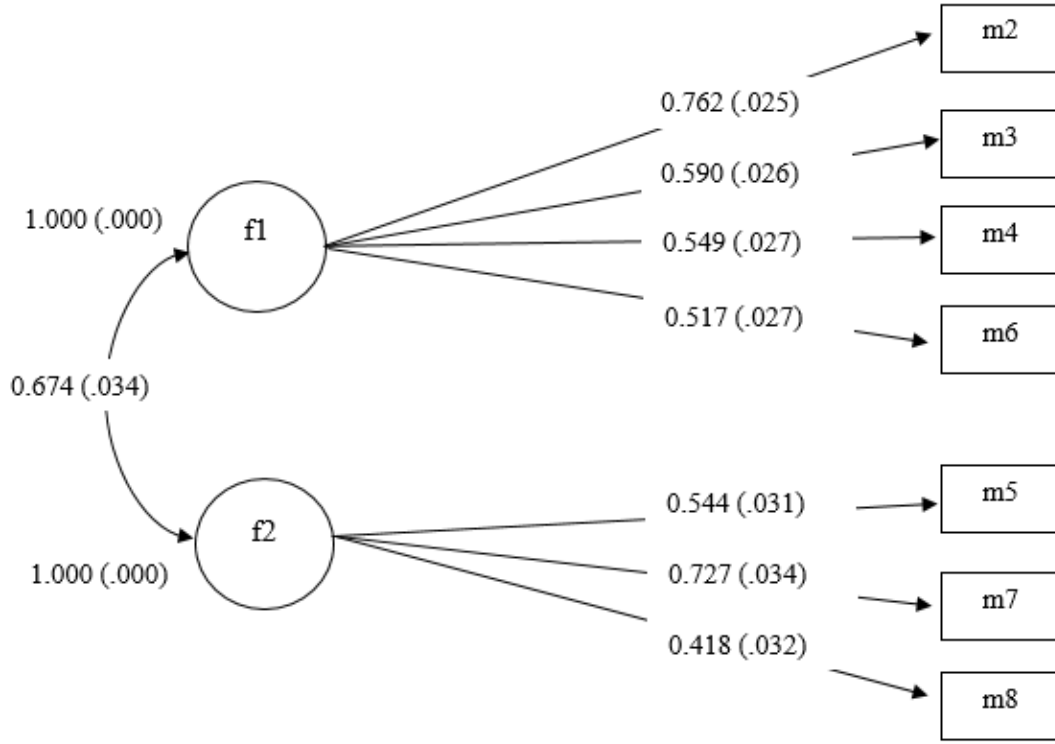 m2
0.762 (.025)
m3
0.590 (.026)
1.000 (.000)
f1
m4
0.549 (.027)
0.517 (.027)
m6
0.674 (.034)
m5
0.544 (.031)
f2
1.000 (.000)
0.727 (.034)
m7
0.418 (.032)
m8